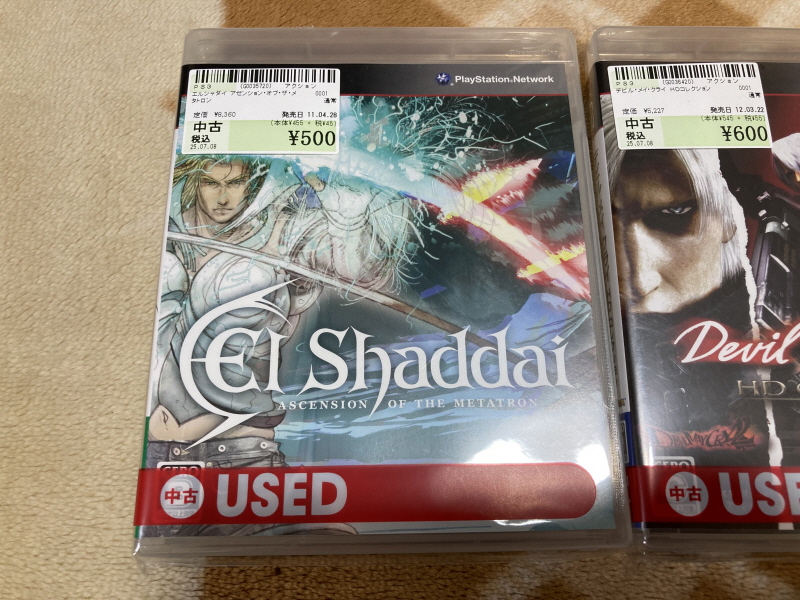 PS3 (G0035720) アクション
エルシャダイ アセンション・オブ・ザ・メ 0001
タトロン 通常
定価 ¥8,360 発売日 11.04.28
中古 (本体¥455 + 税¥45)
税込 ¥500
25.07.08
PlayStation®Network
El Shaddai
ASCENSION OF THE METATRON
CERO
中古 USED
PS3 (G0036420) アクション
デビル・メイ・クライ HDコレクション 0001
通常
定価 ¥5,227 発売日 12.03.22
中古 (本体¥545 + 税¥55)
税込 ¥600
25.07.08
Devil
HD
CERO
中古 USE